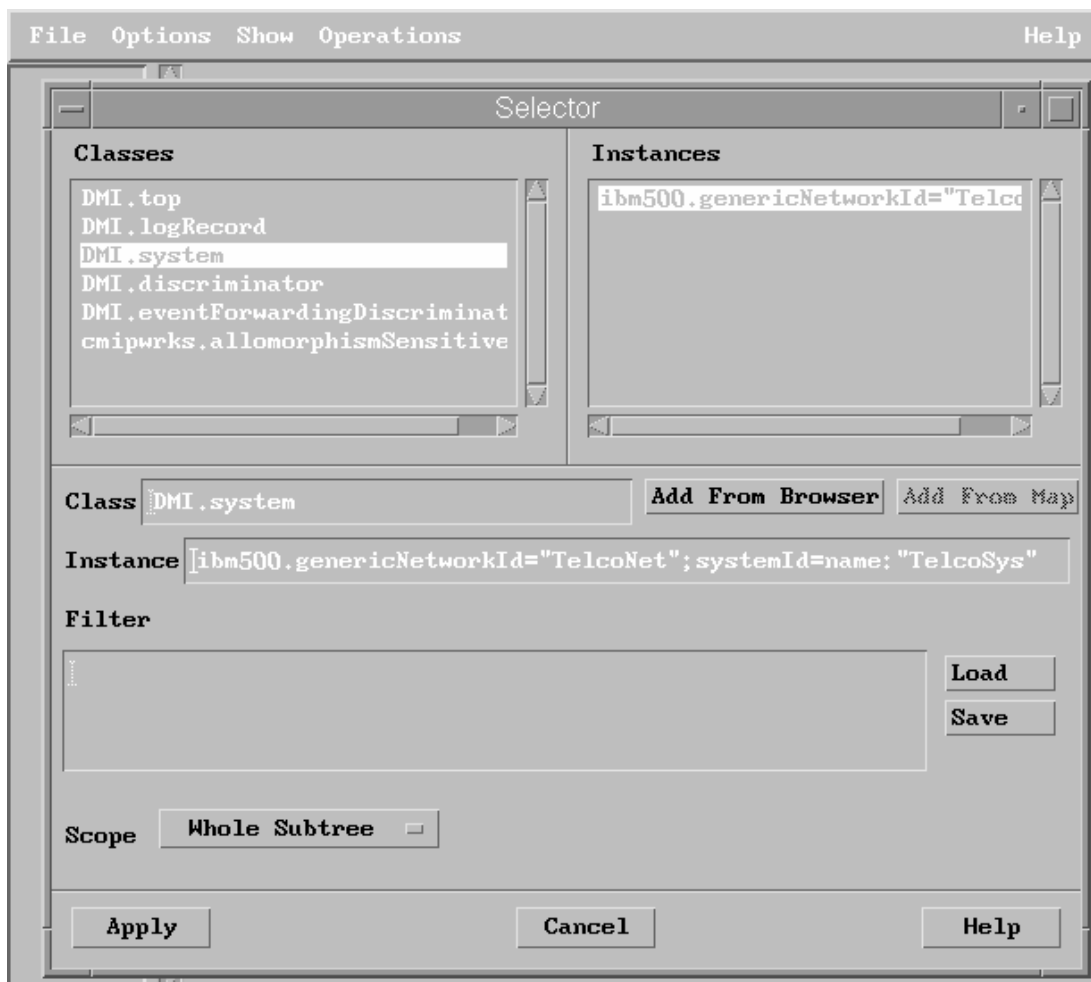 File Options Show Operations Help
Selector
Classes
DMI.top
DMI.logRecord
DMI.system
DMI.discriminator
DMI.eventForwardingDiscriminat
cmipwrks.allomorphismSensitive
Instances
ibm500.genericNetworkId="Telco
Class DMI.system Add From Browser Add From Map
Instance ibm500.genericNetworkId="TelcoNet";systemId=name:"TelcoSys"
Filter
Load
Save
Scope Whole Subtree
Apply Cancel Help